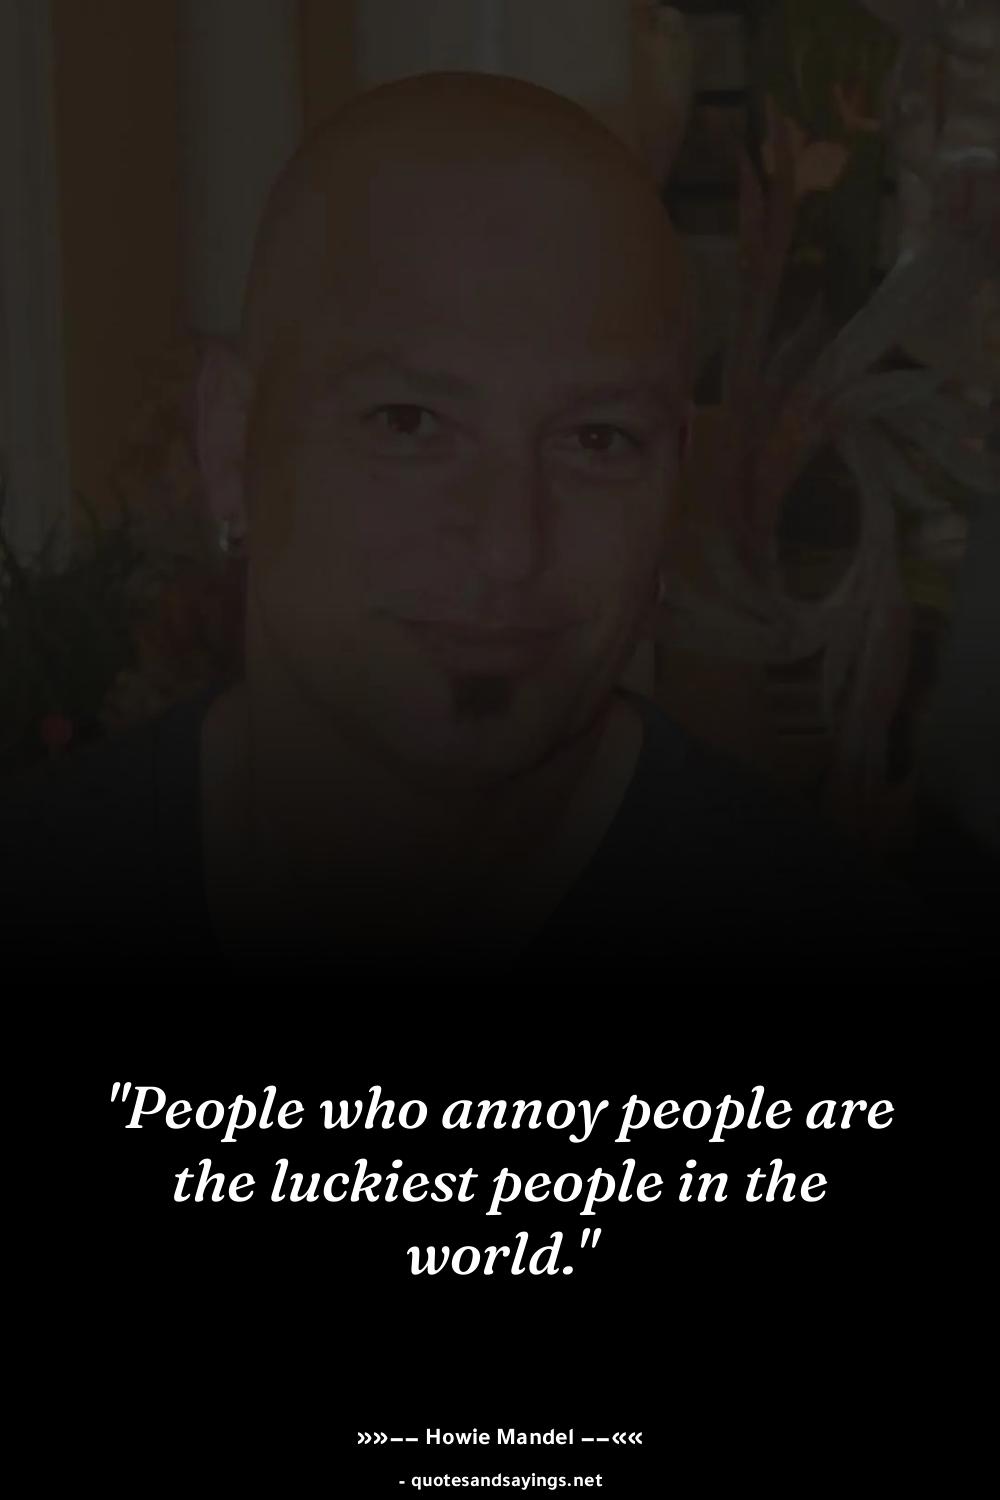 "People who annoy people are
the luckiest people in the
world."
»»–– Howie Mandel ––««
- quotesandsayings.net